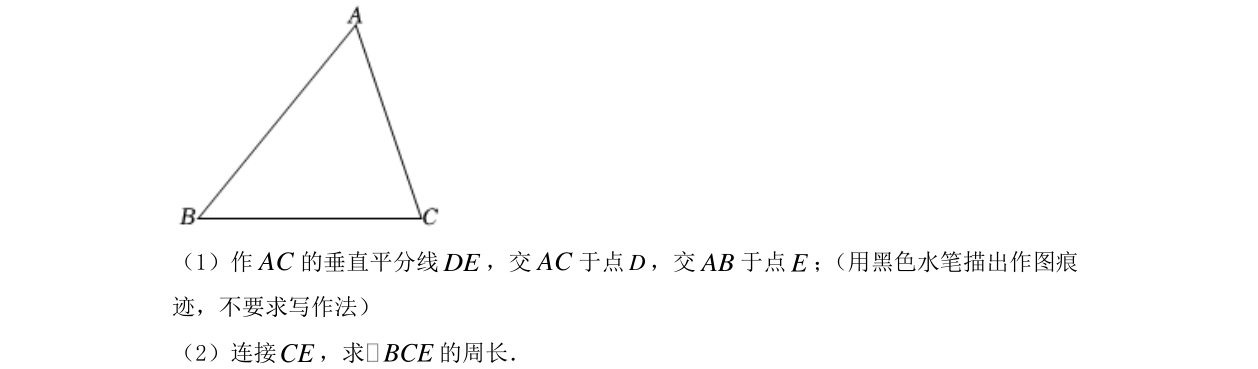 A
B
C
（1）作 AC 的垂直平分线 DE，交 AC 于点 D，交 AB 于点 E；（用黑色水笔描出作图痕
迹，不要求写作法）
（2）连接 CE，求□BCE 的周长．